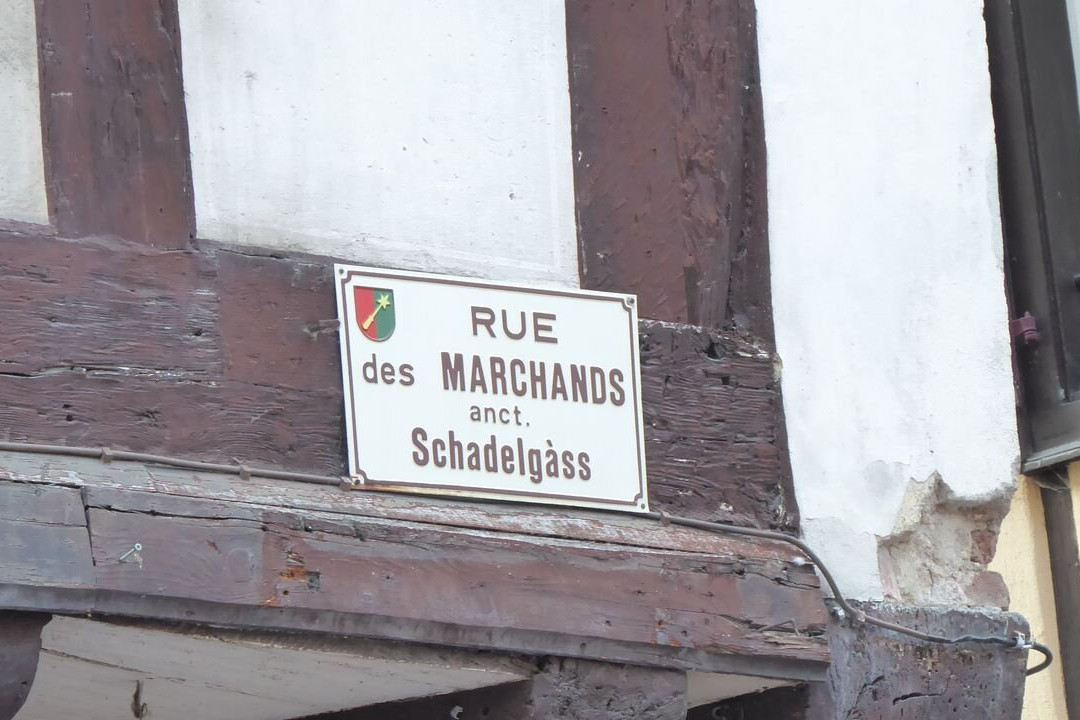 RUE
des MARCHANDS
anct.
Schadelgàss